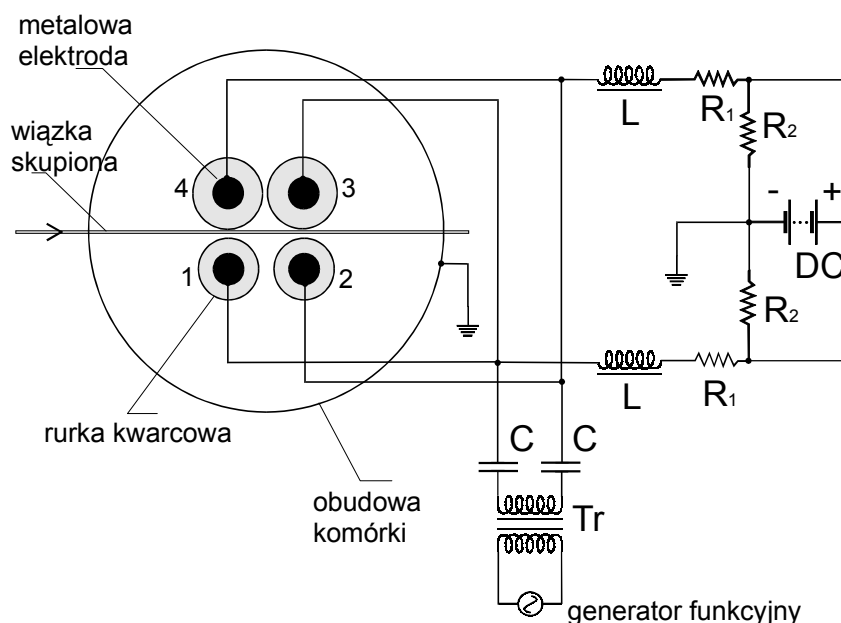 metalowa
elektroda
wiązka
skupiona
4
3
1
2
rurka kwarcowa
obudowa
komórki
L
R1
R2
- +
DC
R2
L
R1
C C
Tr
generator funkcyjny